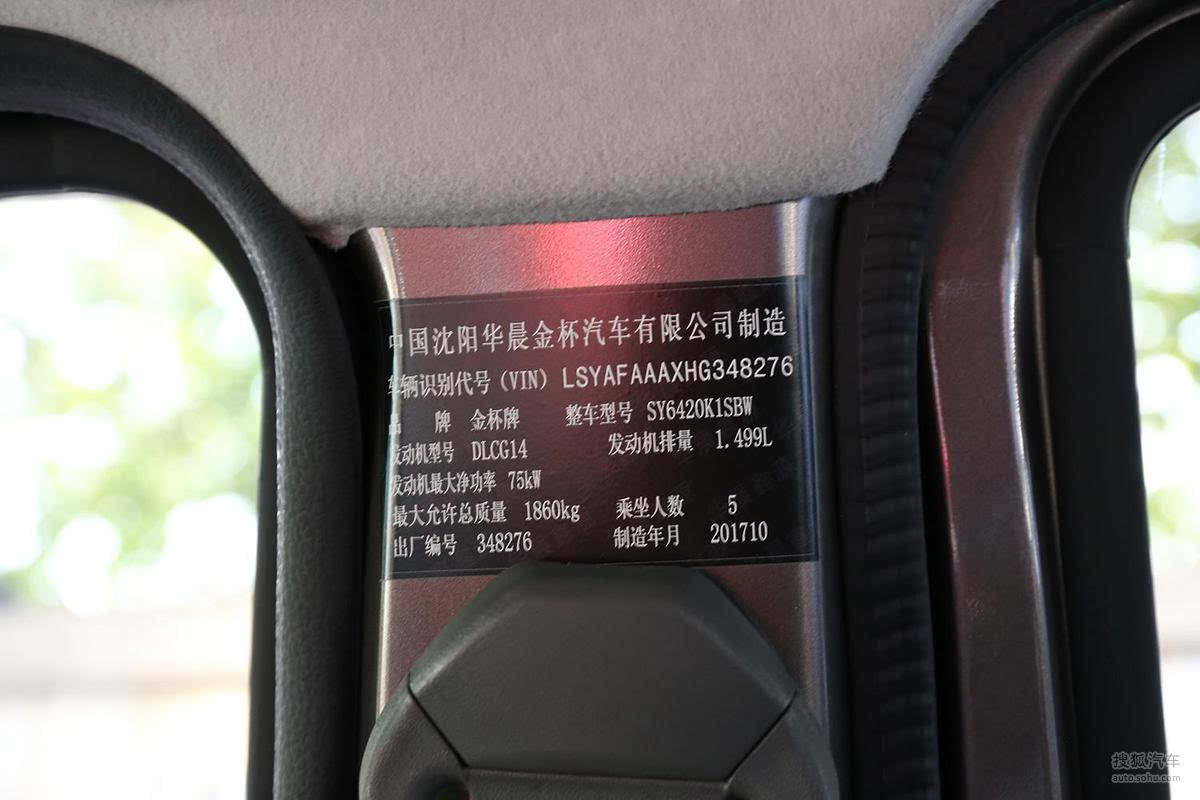 中国沈阳华晨金杯汽车有限公司制造
车辆识别代号（VIN） LSYAFAAAXHG348276
品 牌 金杯牌 整车型号 SY6420K1SBW
发动机型号 DLCG14 发动机排量 1.499L
发动机最大净功率 75kW
最大允许总质量 1860kg 乘坐人数 5
出厂编号 348276 制造年月 201710
搜狐汽车
auto.sohu.com